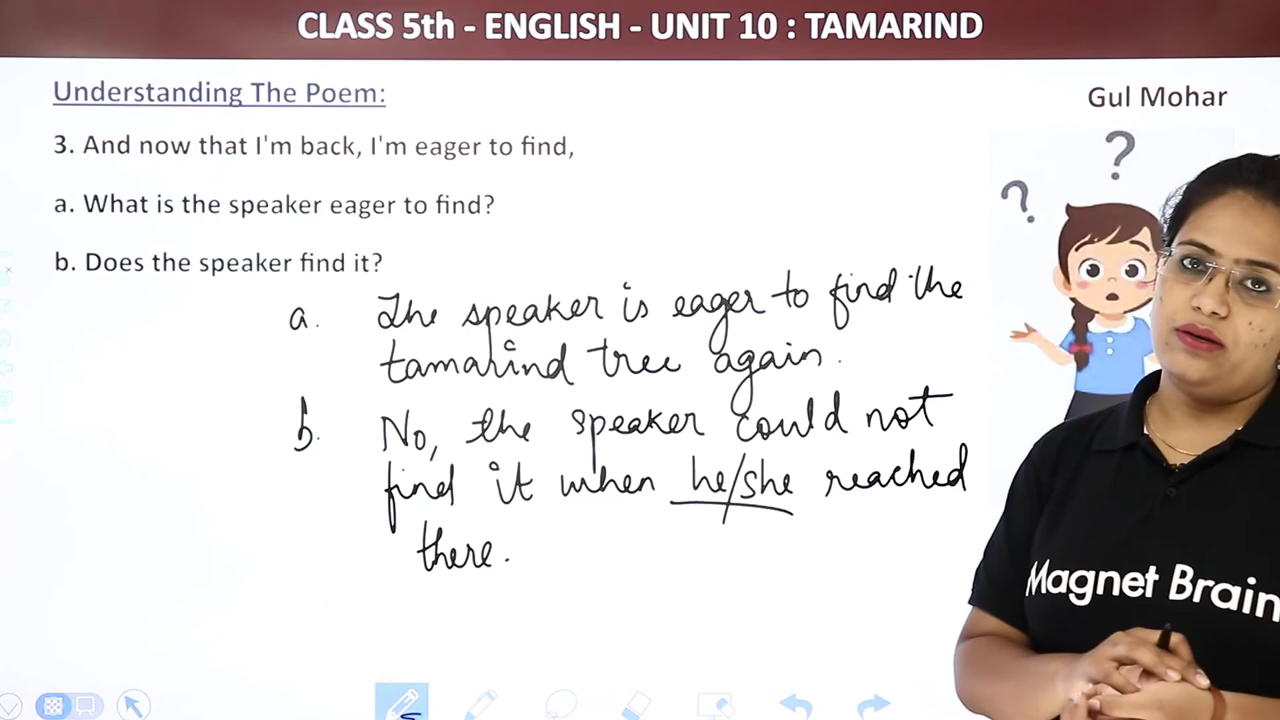 CLASS 5th - ENGLISH - UNIT 10 : TAMARIND
Understanding The Poem:
Gul Mohar
3. And now that I'm back, I'm eager to find,
a. What is the speaker eager to find?
b. Does the speaker find it?
? ?
a. The speaker is eager to find the
tamarind tree again.
b. No, the speaker could not
find it when he/she reached
there.
Magnet Brain